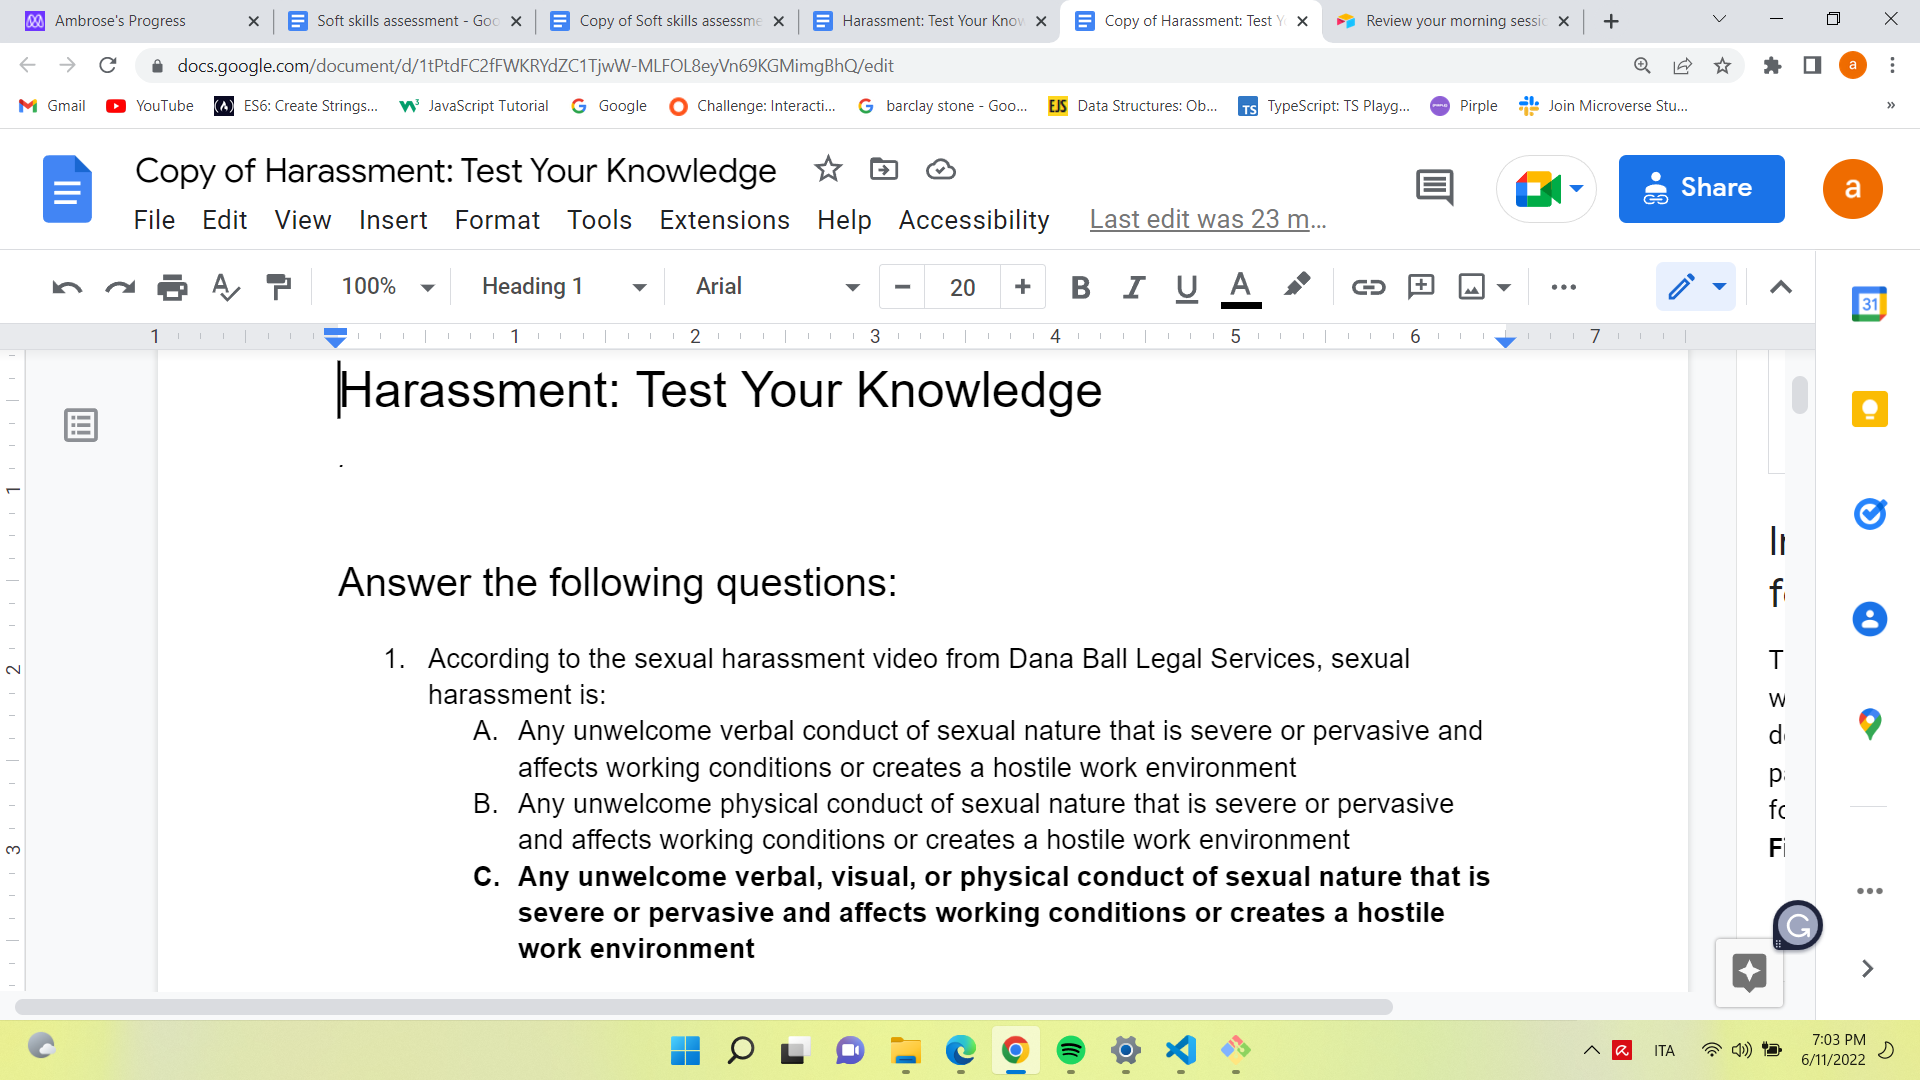 Ambrose's Progress
Soft skills assessment - Goo
Copy of Soft skills assessme
Harassment: Test Your Know
Copy of Harassment: Test Y
Review your morning sessio
docs.google.com/document/d/1tPtdFC2fFWKRYdZC1TjwW-MLFOL8eyVn69KGMimgBhQ/edit
a
Gmail
YouTube
ES6: Create Strings...
JavaScript Tutorial
Google
Challenge: Interacti...
barclay stone - Goo...
EJS
Data Structures: Ob...
TS
TypeScript: TS Playg...
Pirple
Join Microverse Stu...
»
Copy of Harassment: Test Your Knowledge
File Edit View Insert Format Tools Extensions Help Accessibility Last edit was 23 m...
Share
a
100% Heading 1 Arial 20 B I U A
31
1 1 2 3 4 5 6 7
Harassment: Test Your Knowledge
.
Answer the following questions:
1. According to the sexual harassment video from Dana Ball Legal Services, sexual
harassment is:
A. Any unwelcome verbal conduct of sexual nature that is severe or pervasive and
affects working conditions or creates a hostile work environment
B. Any unwelcome physical conduct of sexual nature that is severe or pervasive
and affects working conditions or creates a hostile work environment
C. Any unwelcome verbal, visual, or physical conduct of sexual nature that is
severe or pervasive and affects working conditions or creates a hostile
work environment
1
2
3
T
w
Fi
ITA
7:03 PM
6/11/2022